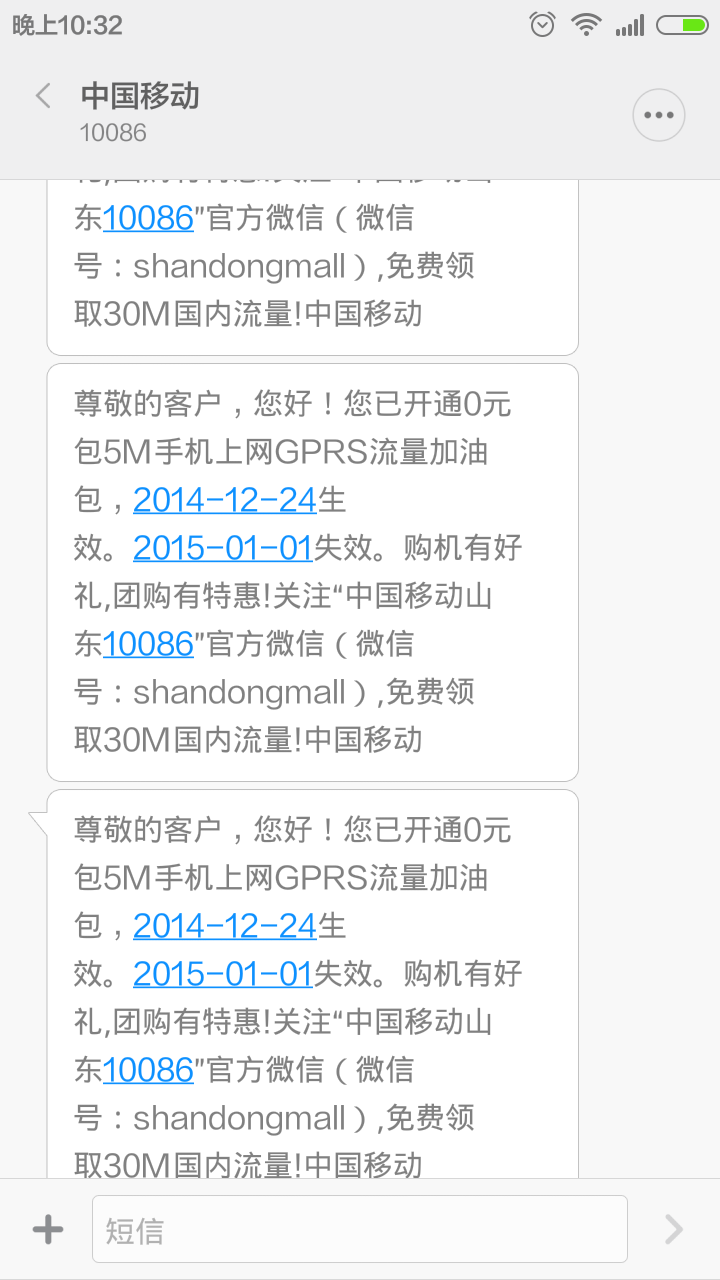 晚上10:32
中国移动
10086
东10086"官方微信（微信
号：shandongmall）,免费领
取30M国内流量!中国移动
尊敬的客户，您好！您已开通0元
包5M手机上网GPRS流量加油
包，2014-12-24生
效。2015-01-01失效。购机有好
礼,团购有特惠!关注“中国移动山
东10086"官方微信（微信
号：shandongmall）,免费领
取30M国内流量!中国移动
尊敬的客户，您好！您已开通0元
包5M手机上网GPRS流量加油
包，2014-12-24生
效。2015-01-01失效。购机有好
礼,团购有特惠!关注“中国移动山
东10086"官方微信（微信
号：shandongmall）,免费领
取30M国内流量!中国移动
短信